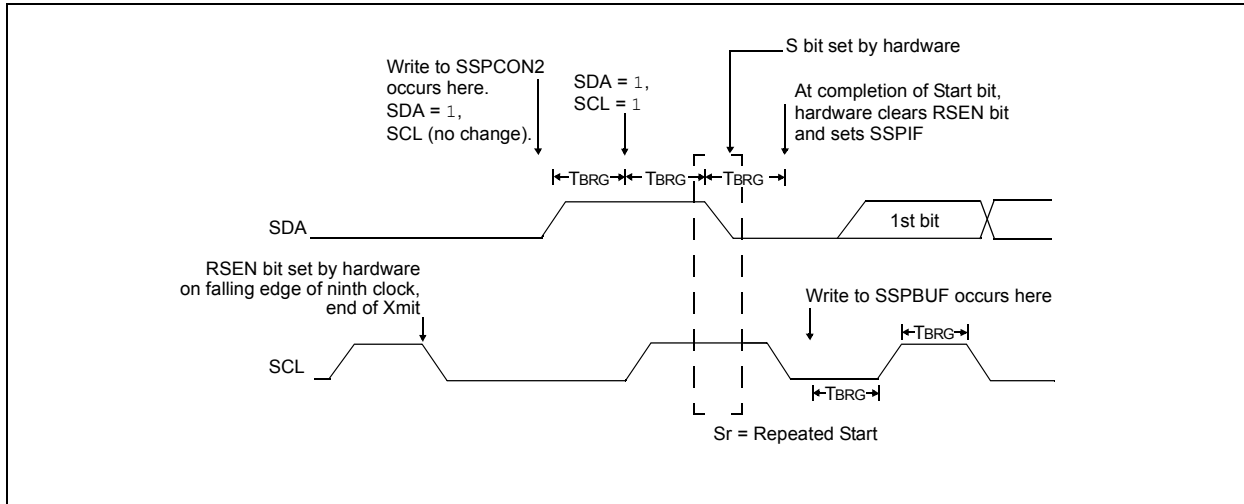 S bit set by hardware
Write to SSPCON2
occurs here.
SDA = 1,
SCL (no change).
SDA = 1,
SCL = 1
At completion of Start bit,
hardware clears RSEN bit
and sets SSPIF
TBRG
TBRG
TBRG
SDA
1st bit
RSEN bit set by hardware
on falling edge of ninth clock,
end of Xmit
Write to SSPBUF occurs here
TBRG
SCL
TBRG
Sr = Repeated Start